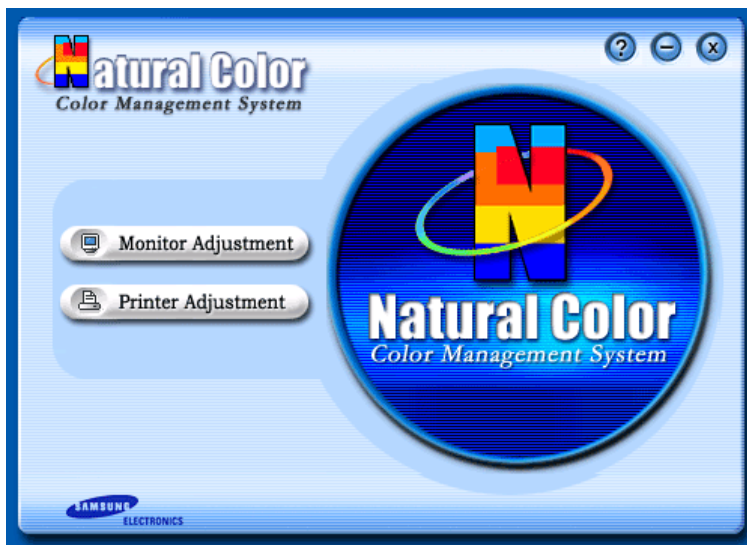 Natural Color
Color Management System
? – x
Monitor Adjustment
Printer Adjustment
N
Natural Color
Color Management System
SAMSUNG
ELECTRONICS